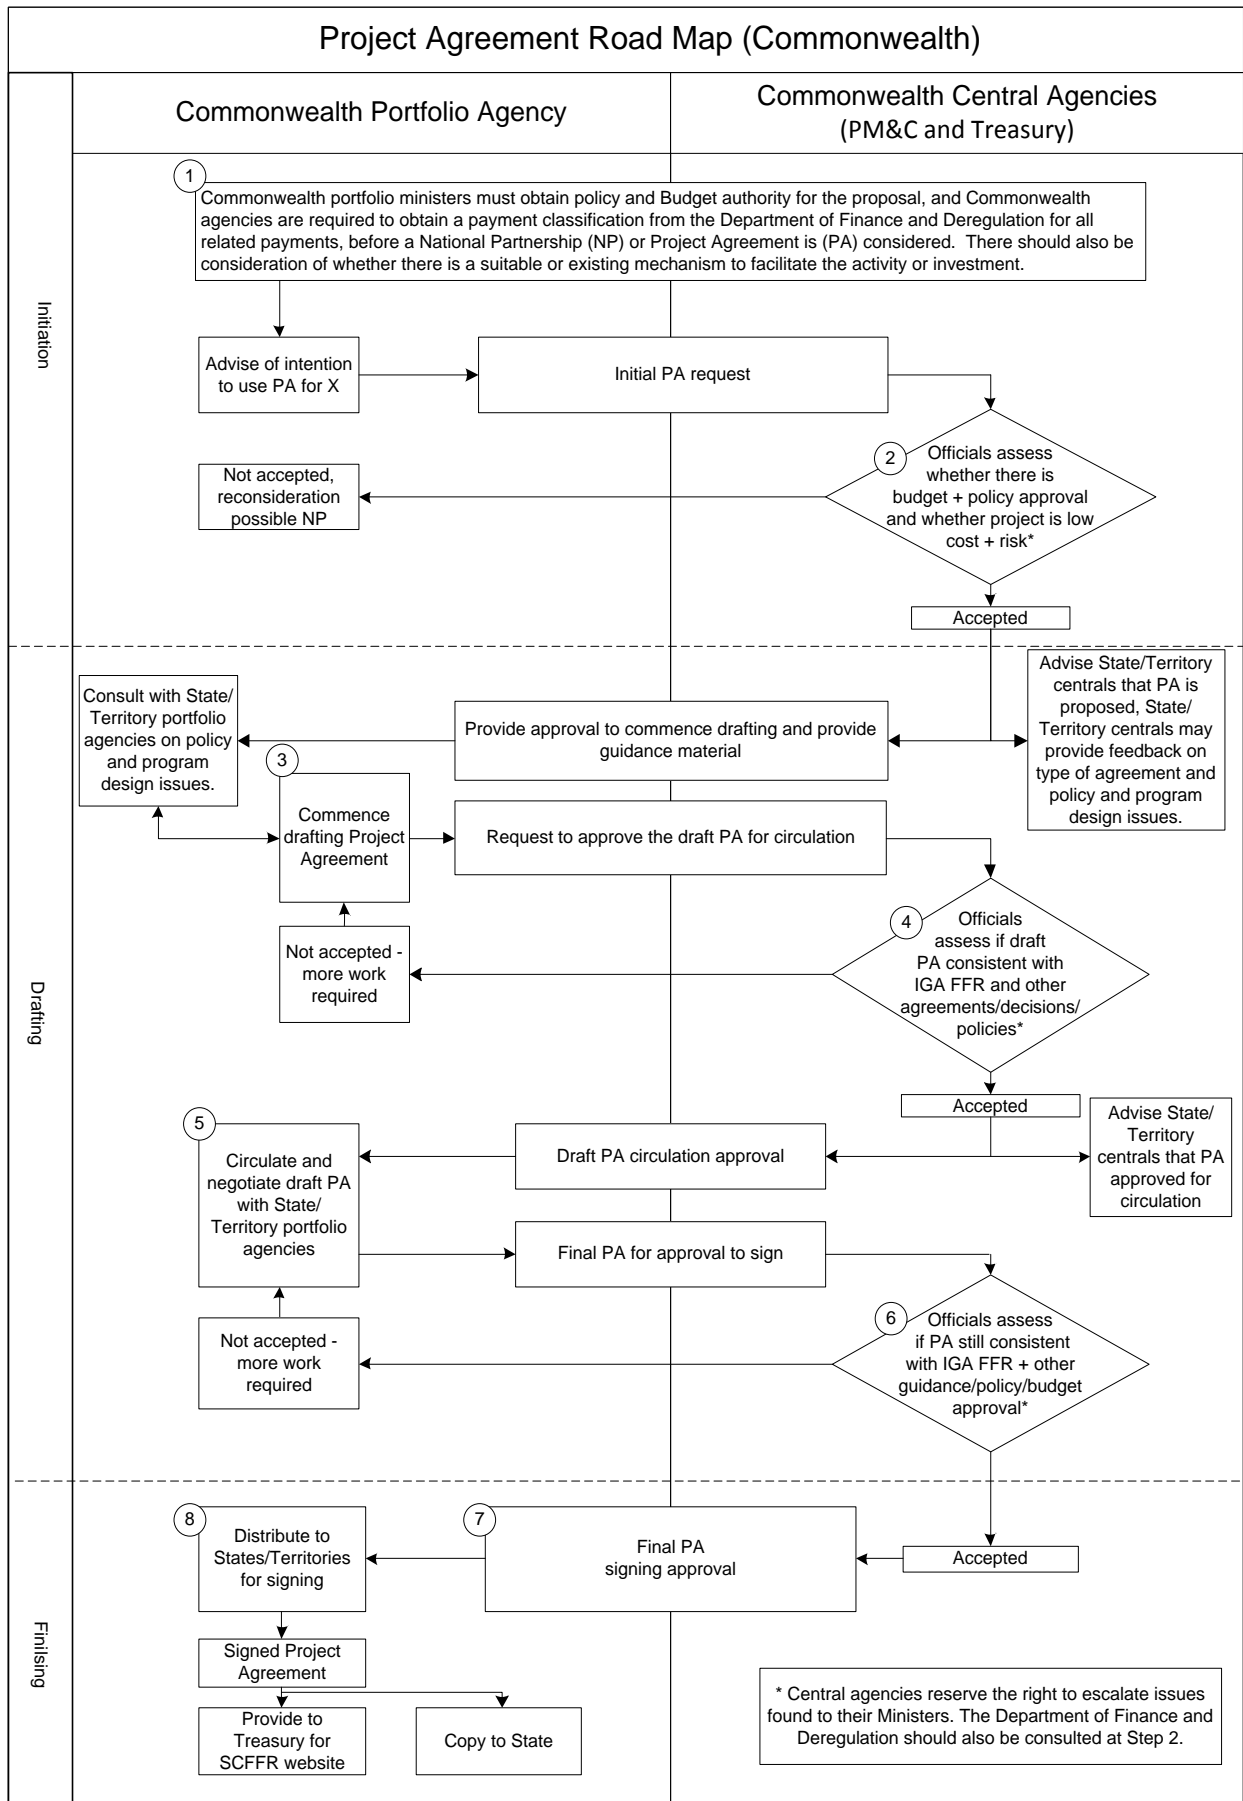 Project Agreement Road Map (Commonwealth)
Commonwealth Portfolio Agency
Commonwealth Central Agencies
(PM&C and Treasury)
Initiation
1
Commonwealth portfolio ministers must obtain policy and Budget authority for the proposal, and Commonwealth
agencies are required to obtain a payment classification from the Department of Finance and Deregulation for all
related payments, before a National Partnership (NP) or Project Agreement is (PA) considered.  There should also be
consideration of whether there is a suitable or existing mechanism to facilitate the activity or investment.
Advise of intention
to use PA for X
Initial PA request
2
Officials assess
whether there is
budget + policy approval
and whether project is low
cost + risk*
Not accepted,
reconsideration
possible NP
Accepted
Drafting
Consult with State/
Territory portfolio
agencies on policy
and program
design issues.
Provide approval to commence drafting and provide
guidance material
Advise State/Territory
centrals that PA is
proposed, State/
Territory centrals may
provide feedback on
type of agreement and
policy and program
design issues.
3
Commence
drafting Project
Agreement
Request to approve the draft PA for circulation
4
Officials
assess if draft
PA consistent with
IGA FFR and other
agreements/decisions/
policies*
Not accepted -
more work
required
Accepted
5
Circulate and
negotiate draft PA
with State/
Territory portfolio
agencies
Draft PA circulation approval
Advise State/
Territory
centrals that PA
approved for
circulation
Final PA for approval to sign
6
Officials assess
if PA still consistent
with IGA FFR + other
guidance/policy/budget
approval*
Not accepted -
more work
required
Finilsing
8
Distribute to
States/Territories
for signing
7
Final PA
signing approval
Accepted
Signed Project
Agreement
Provide to
Treasury for
SCFFR website
Copy to State
* Central agencies reserve the right to escalate issues
found to their Ministers. The Department of Finance and
Deregulation should also be consulted at Step 2.